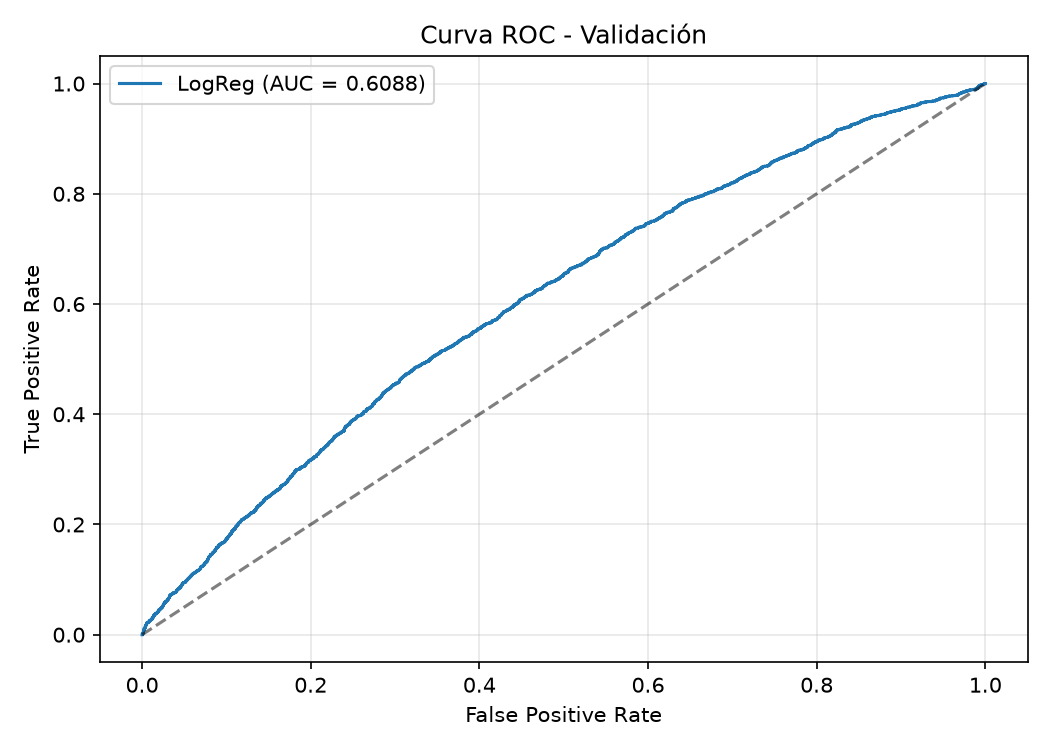 Curva ROC - Validación
LogReg (AUC = 0.6088)
True Positive Rate
1.0
0.8
0.6
0.4
0.2
0.0
0.0 0.2 0.4 0.6 0.8 1.0
False Positive Rate